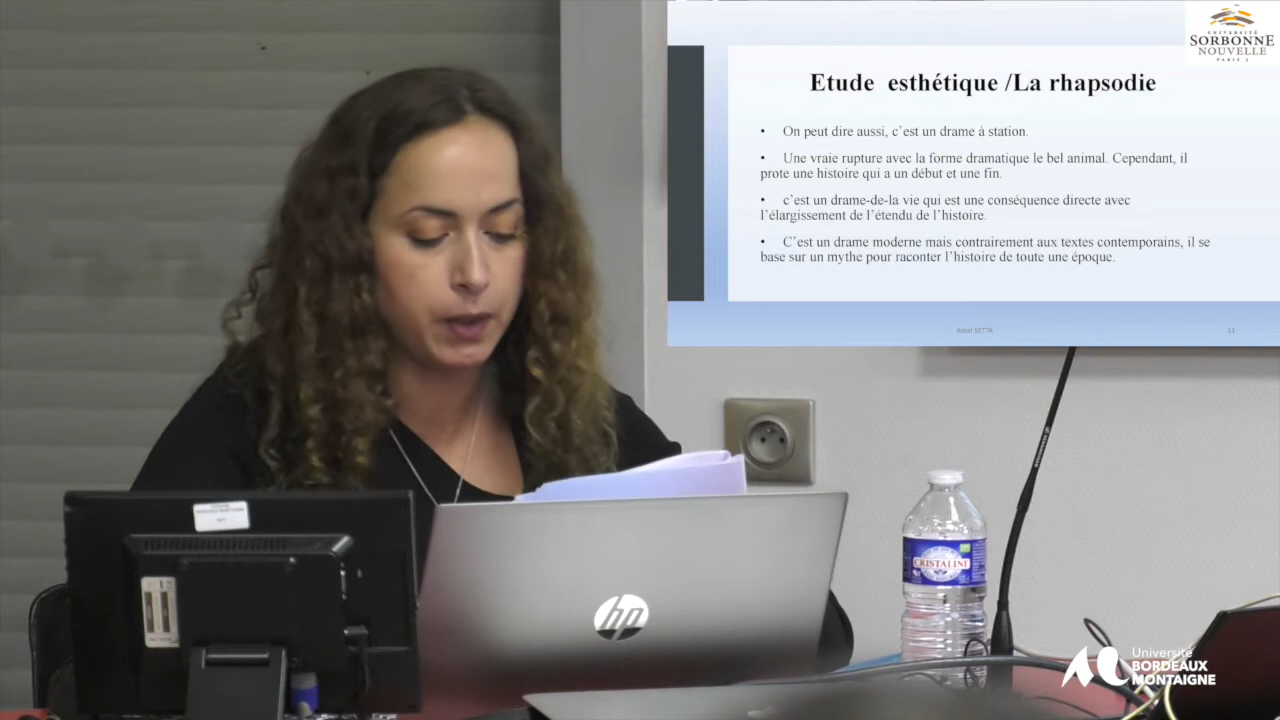 UNIVERSITÉ
SORBONNE
NOUVELLE
PARIS 3
Etude esthétique /La rhapsodie
• On peut dire aussi, c'est un drame à station.
• Une vraie rupture avec la forme dramatique le bel animal. Cependant, il
prote une histoire qui a un début et une fin.
• c'est un drame-de-la vie qui est une conséquence directe avec
l'élargissement de l'étendu de l'histoire.
• C'est un drame moderne mais contrairement aux textes contemporains, il se
base sur un mythe pour raconter l'histoire de toute une époque.
Amal SETTA
11
CRISTALINE
hp
Université
BORDEAUX
MONTAIGNE